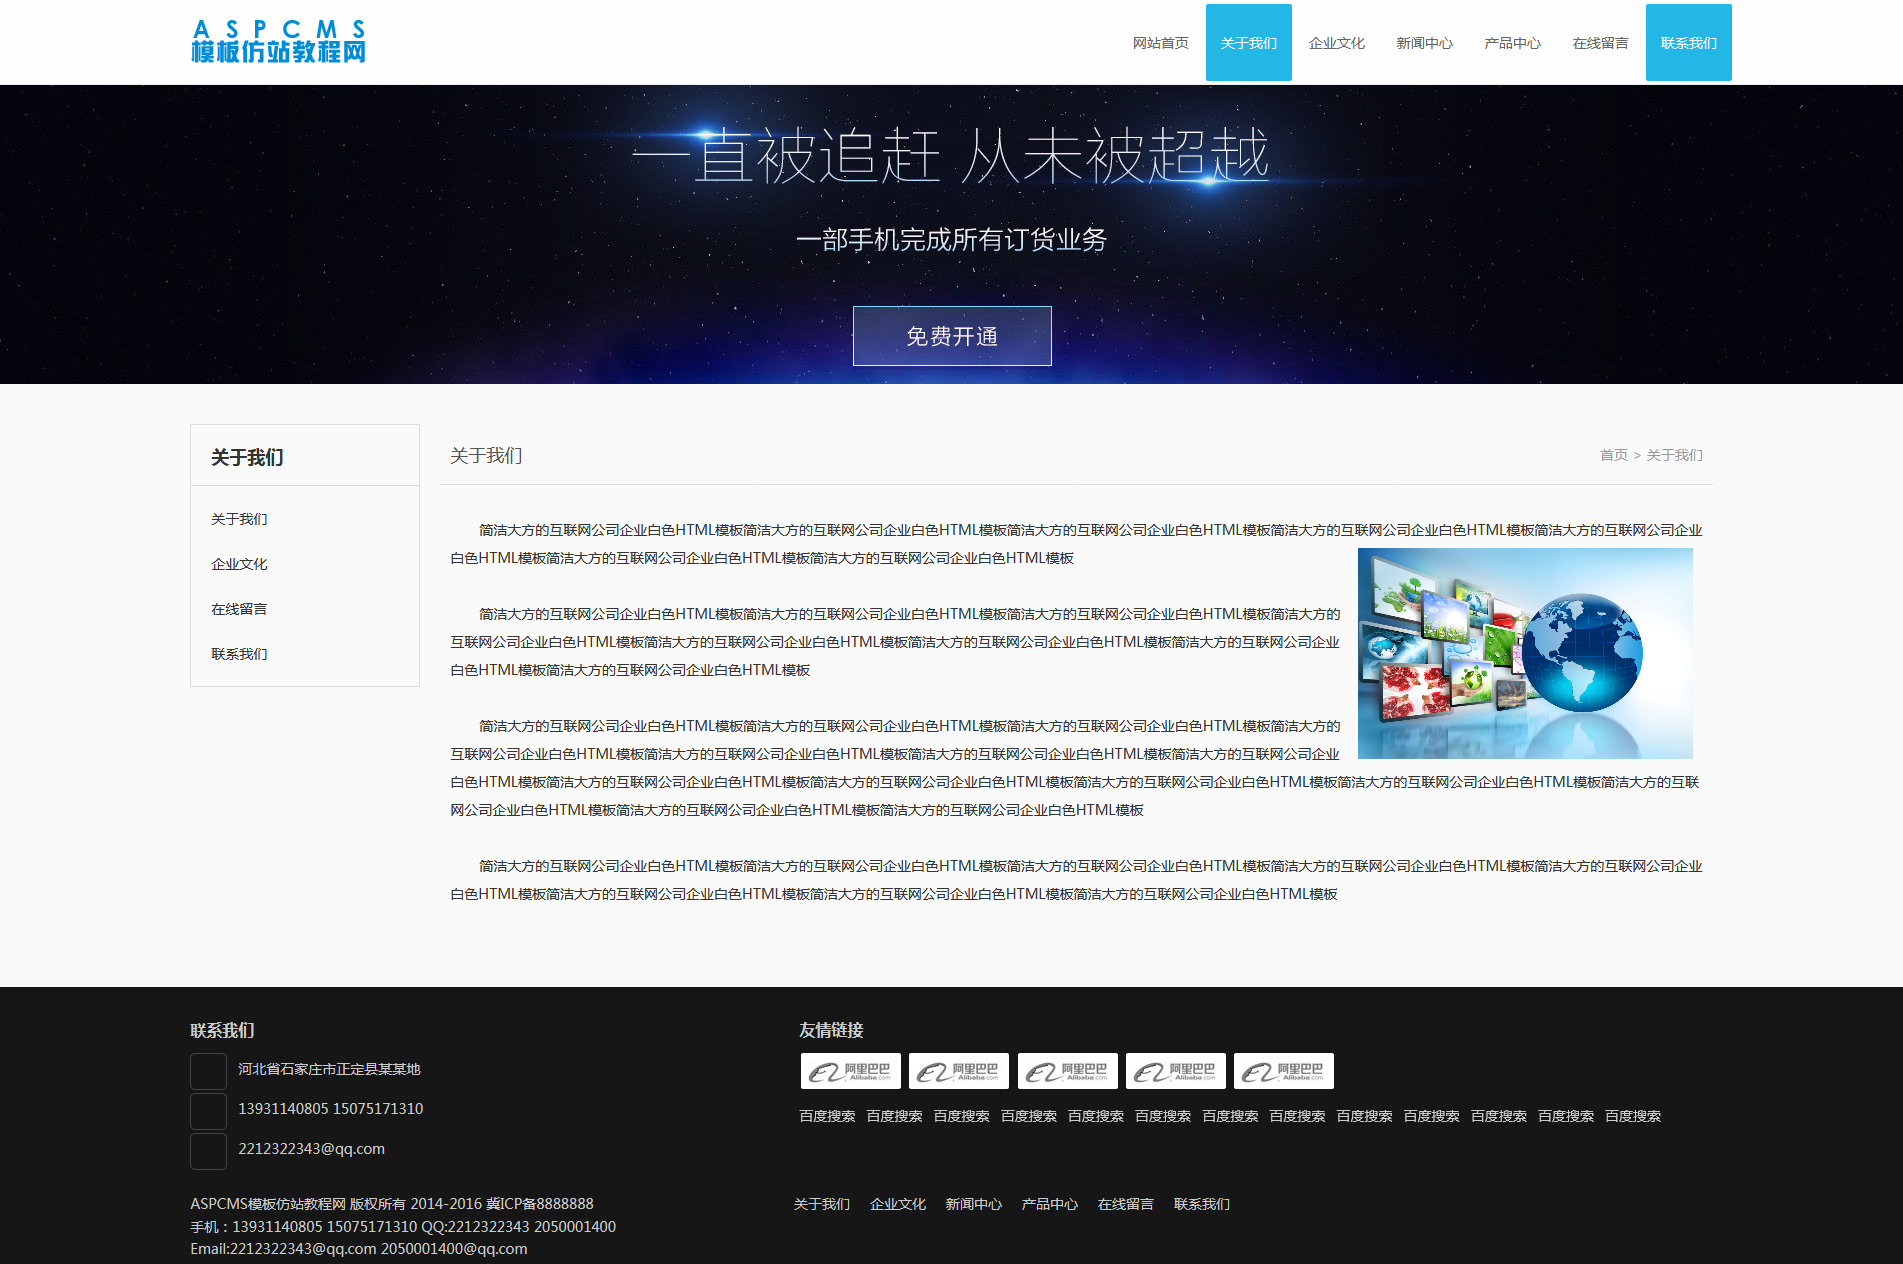 ASPCMS
模板仿站教程网
网站首页 关于我们 企业文化 新闻中心 产品中心 在线留言 联系我们
一直被追赶 从未被超越
一部手机完成所有订货业务
免费开通
关于我们
关于我们
企业文化
在线留言
联系我们
关于我们
首页 > 关于我们
简洁大方的互联网公司企业白色HTML模板简洁大方的互联网公司企业白色HTML模板简洁大方的互联网公司企业白色HTML模板简洁大方的互联网公司企业白色HTML模板简洁大方的互联网公司企业
白色HTML模板简洁大方的互联网公司企业白色HTML模板简洁大方的互联网公司企业白色HTML模板
简洁大方的互联网公司企业白色HTML模板简洁大方的互联网公司企业白色HTML模板简洁大方的互联网公司企业白色HTML模板简洁大方的
互联网公司企业白色HTML模板简洁大方的互联网公司企业白色HTML模板简洁大方的互联网公司企业白色HTML模板简洁大方的互联网公司企业
白色HTML模板简洁大方的互联网公司企业白色HTML模板
简洁大方的互联网公司企业白色HTML模板简洁大方的互联网公司企业白色HTML模板简洁大方的互联网公司企业白色HTML模板简洁大方的
互联网公司企业白色HTML模板简洁大方的互联网公司企业白色HTML模板简洁大方的互联网公司企业白色HTML模板简洁大方的互联网公司企业
白色HTML模板简洁大方的互联网公司企业白色HTML模板简洁大方的互联网公司企业白色HTML模板简洁大方的互联网公司企业白色HTML模板简洁大方的互联网公司企业白色HTML模板简洁大方的互联
网公司企业白色HTML模板简洁大方的互联网公司企业白色HTML模板简洁大方的互联网公司企业白色HTML模板
简洁大方的互联网公司企业白色HTML模板简洁大方的互联网公司企业白色HTML模板简洁大方的互联网公司企业白色HTML模板简洁大方的互联网公司企业白色HTML模板简洁大方的互联网公司企业
白色HTML模板简洁大方的互联网公司企业白色HTML模板简洁大方的互联网公司企业白色HTML模板简洁大方的互联网公司企业白色HTML模板
联系我们
河北省石家庄市正定县某某地
13931140805 15075171310
2212322343@qq.com
友情链接
阿里巴巴 阿里巴巴 阿里巴巴 阿里巴巴 阿里巴巴
Alibaba.com Alibaba.com Alibaba.com Alibaba.com Alibaba.com
百度搜索 百度搜索 百度搜索 百度搜索 百度搜索 百度搜索 百度搜索 百度搜索 百度搜索 百度搜索 百度搜索 百度搜索 百度搜索
ASPCMS模板仿站教程网 版权所有 2014-2016 冀ICP备8888888
手机：13931140805 15075171310 QQ:2212322343 2050001400
Email:2212322343@qq.com 2050001400@qq.com
关于我们 企业文化 新闻中心 产品中心 在线留言 联系我们